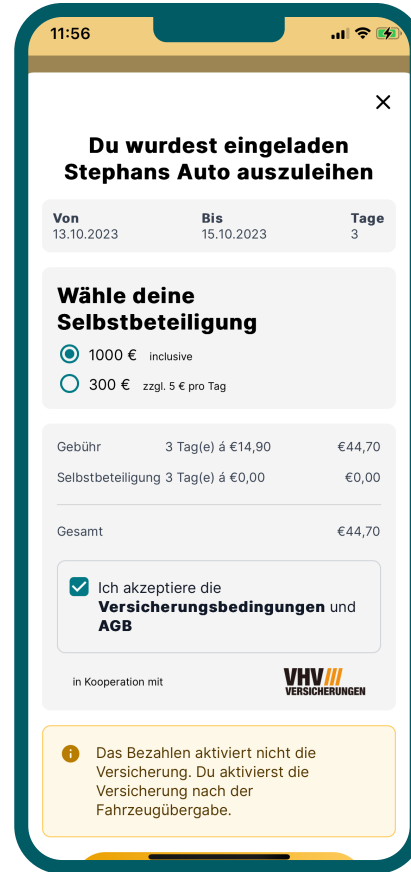 11:56
Du wurdest eingeladen
Stephans Auto auszuleihen
Von Bis Tage
13.10.2023 15.10.2023 3
Wähle deine
Selbstbeteiligung
1000 € inclusive
300 € zzgl. 5 € pro Tag
Gebühr 3 Tag(e) á €14,90 €44,70
Selbstbeteiligung 3 Tag(e) á €0,00 €0,00
Gesamt €44,70
Ich akzeptiere die
Versicherungsbedingungen und
AGB
in Kooperation mit VHV
VERSICHERUNGEN
Das Bezahlen aktiviert nicht die
Versicherung. Du aktivierst die
Versicherung nach der
Fahrzeugübergabe.